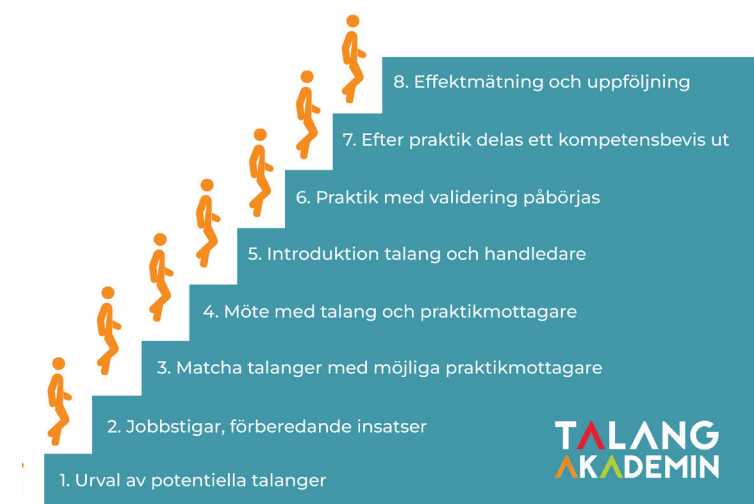 8. Effektmätning och uppföljning
7. Efter praktik delas ett kompetensbevis ut
6. Praktik med validering påbörjas
5. Introduktion talang och handledare
4. Möte med talang och praktikmottagare
3. Matcha talanger med möjliga praktikmottagare
2. Jobbstigar, förberedande insatser
1. Urval av potentiella talanger
TALANG
AKADEMIN